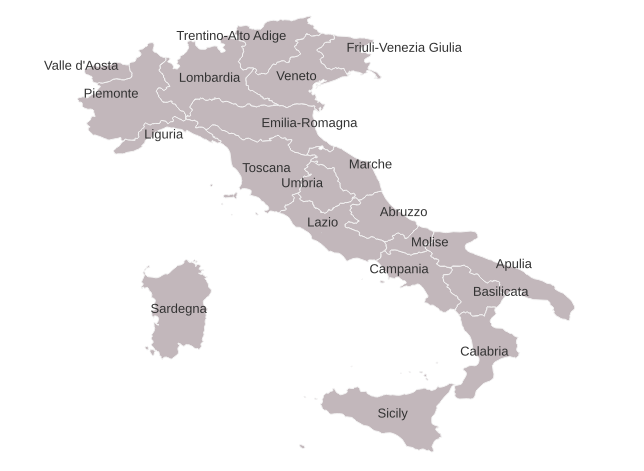 Trentino-Alto Adige
Friuli-Venezia Giulia
Valle d'Aosta
Lombardia
Veneto
Piemonte
Emilia-Romagna
Liguria
Marche
Toscana
Umbria
Abruzzo
Lazio
Molise
Apulia
Campania
Basilicata
Sardegna
Calabria
Sicily